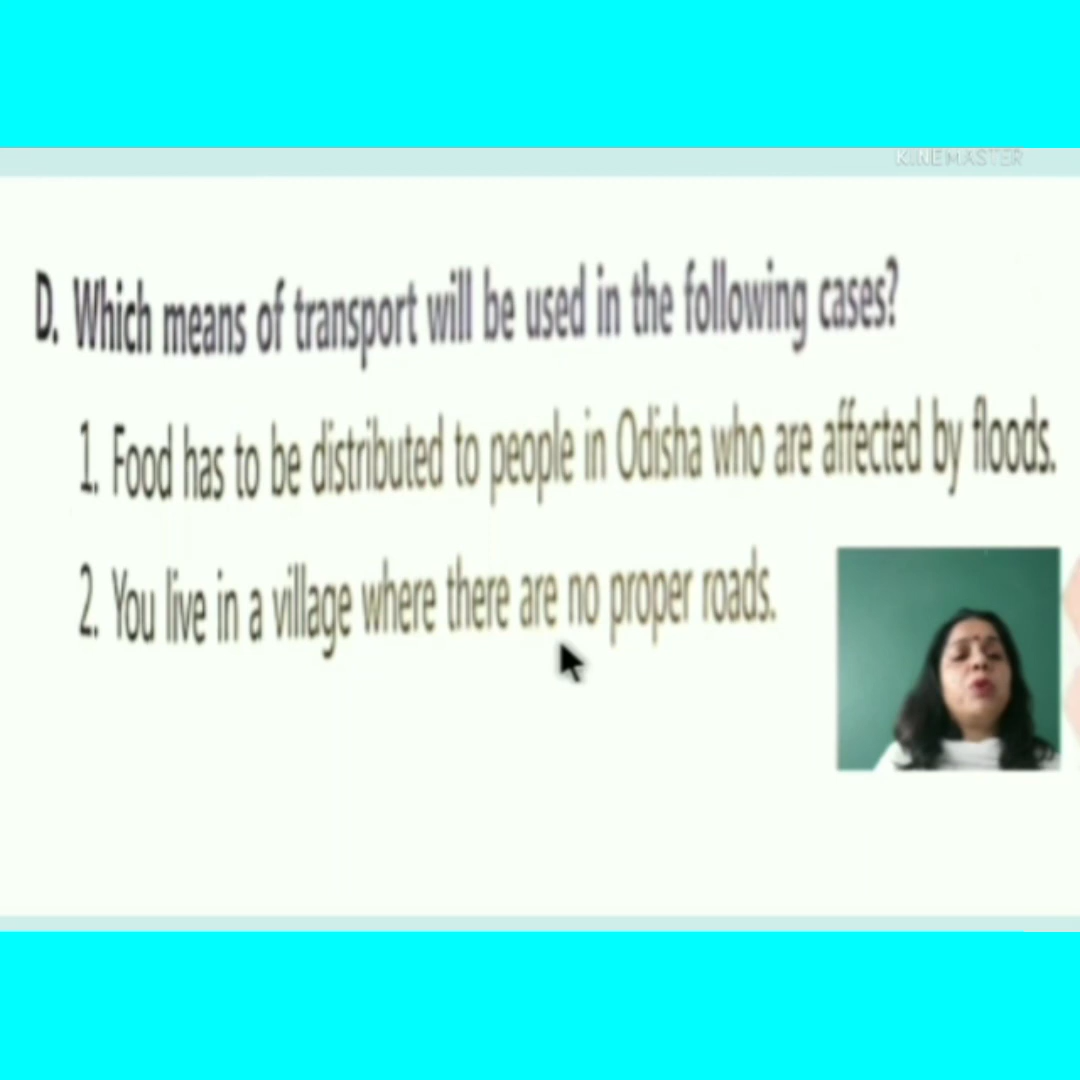 KINEMASTER
D. Which means of transport will be used in the following cases?
1. Food has to be distributed to people in Odisha who are affected by floods.
2. You live in a village where there are no proper roads.